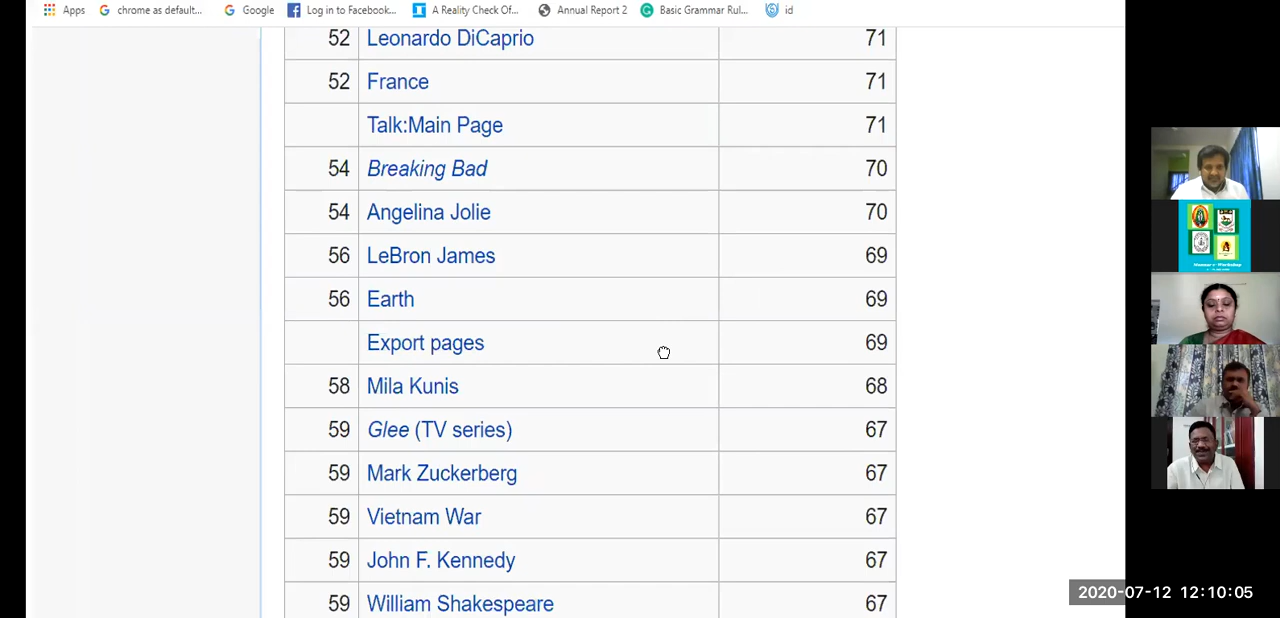 Apps chrome as default... Google Log in to Facebook... A Reality Check Of... Annual Report 2 Basic Grammar Rul... id
52 Leonardo DiCaprio 71
52 France 71
Talk:Main Page 71
54 Breaking Bad 70
54 Angelina Jolie 70
56 LeBron James 69
56 Earth 69
Export pages 69
58 Mila Kunis 68
59 Glee (TV series) 67
59 Mark Zuckerberg 67
59 Vietnam War 67
59 John F. Kennedy 67
59 William Shakespeare 67
2020-07-12 12:10:05